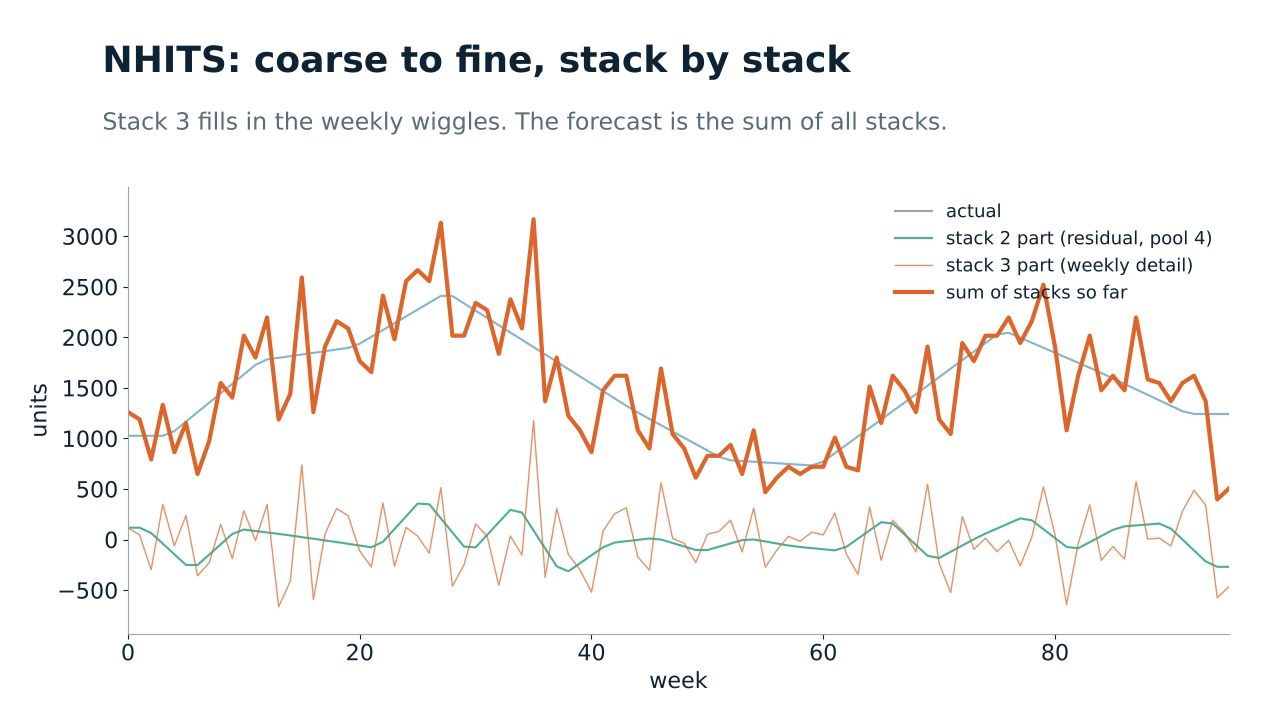 NHITS: coarse to fine, stack by stack
Stack 3 fills in the weekly wiggles. The forecast is the sum of all stacks.
actual
stack 2 part (residual, pool 4)
stack 3 part (weekly detail)
sum of stacks so far
units
3000
2500
2000
1500
1000
500
0
−500
0 20 40 60 80
week